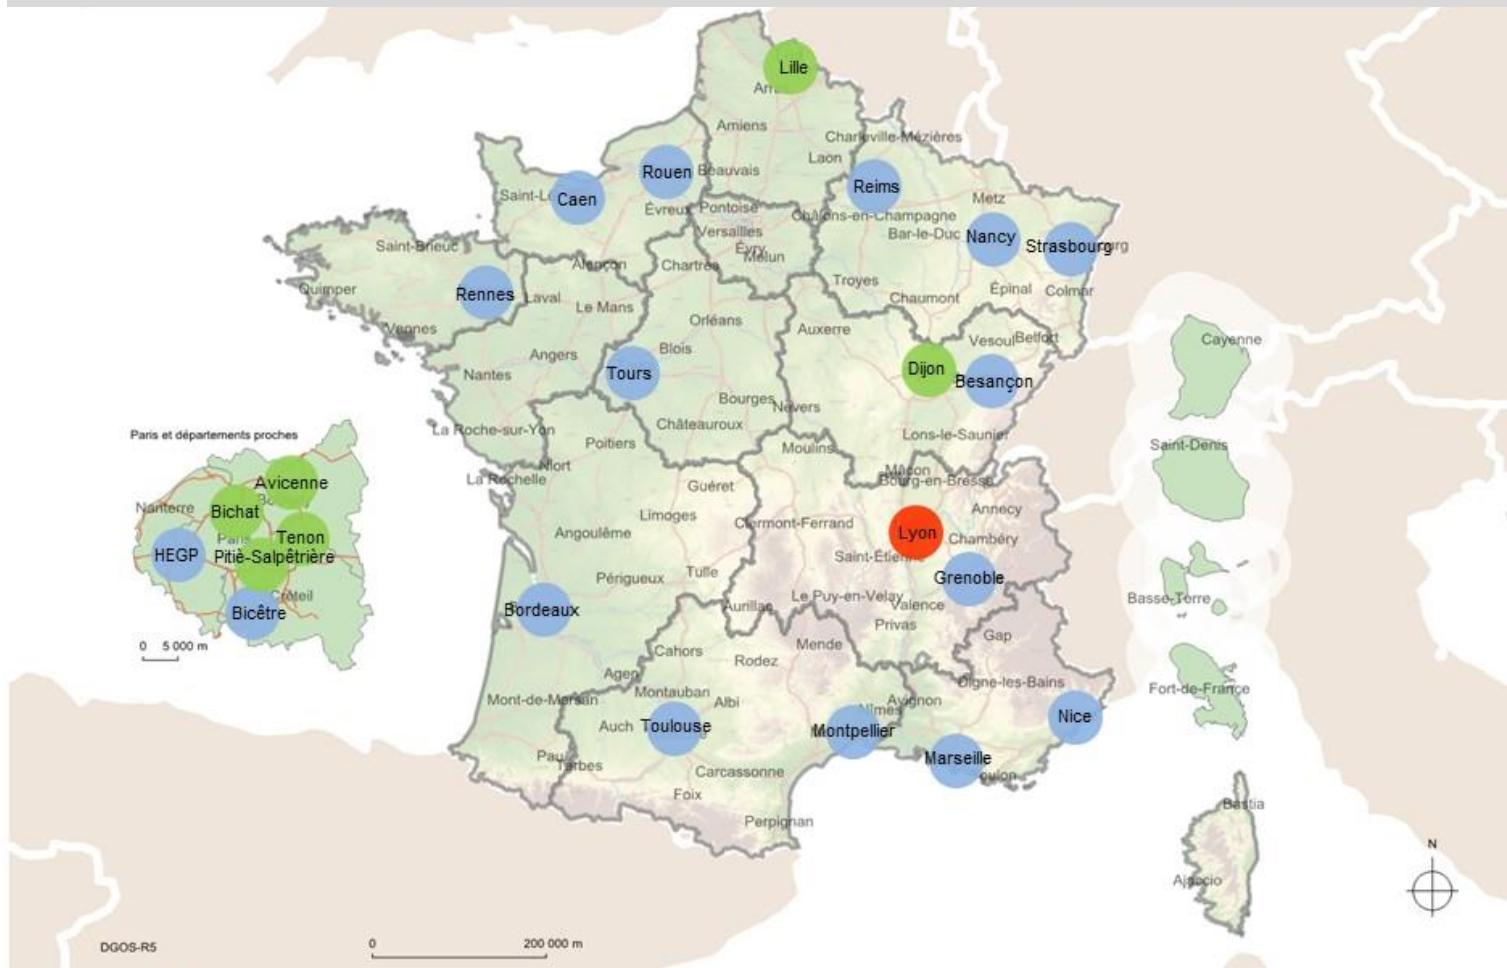 Lille
Amiens
Charleville-Mézières
Laon
Rouen
Beauvais
Reims
Caen
Metz
Évreux
Pontoise
Châlons-en-Champagne
Versailles
Bar-le-Duc
Nancy
Strasbourg
Saint-Brieuc
Évry
Melun
Alençon
Chartres
Troyes
Épinal
Colmar
Quimper
Rennes
Laval
Le Mans
Chaumont
Orléans
Vannes
Auxerre
Vesoul
Belfort
Cayenne
Blois
Angers
Tours
Dijon
Besançon
Nantes
Bourges
Nevers
Châteauroux
La Roche-sur-Yon
Paris et départements proches
Poitiers
Lons-le-Saunier
Moulins
Saint-Denis
Niort
Mâcon
La Rochelle
Bourg-en-Bresse
Avicenne
Guéret
Nanterre
Bichat
Limoges
Clermont-Ferrand
Annecy
Angoulême
Lyon
Tenon
Paris
Chambéry
HEGP
Pitiè-Salpêtrière
Saint-Étienne
Périgueux
Tulle
Grenoble
Créteil
Le Puy-en-Velay
Basse-Terre
Bicêtre
Bordeaux
Aurillac
Valence
Privas
Gap
0 5 000 m
Mende
Cahors
Rodez
Agen
Digne-les-Bains
Fort-de-France
Mont-de-Marsan
Montauban
Albi
Avignon
Nîmes
Auch
Toulouse
Montpellier
Nice
Pau
Tarbes
Marseille
Carcassonne
Foix
Bastia
Perpignan
N
Ajaccio
DGOS-R5
0 200 000 m